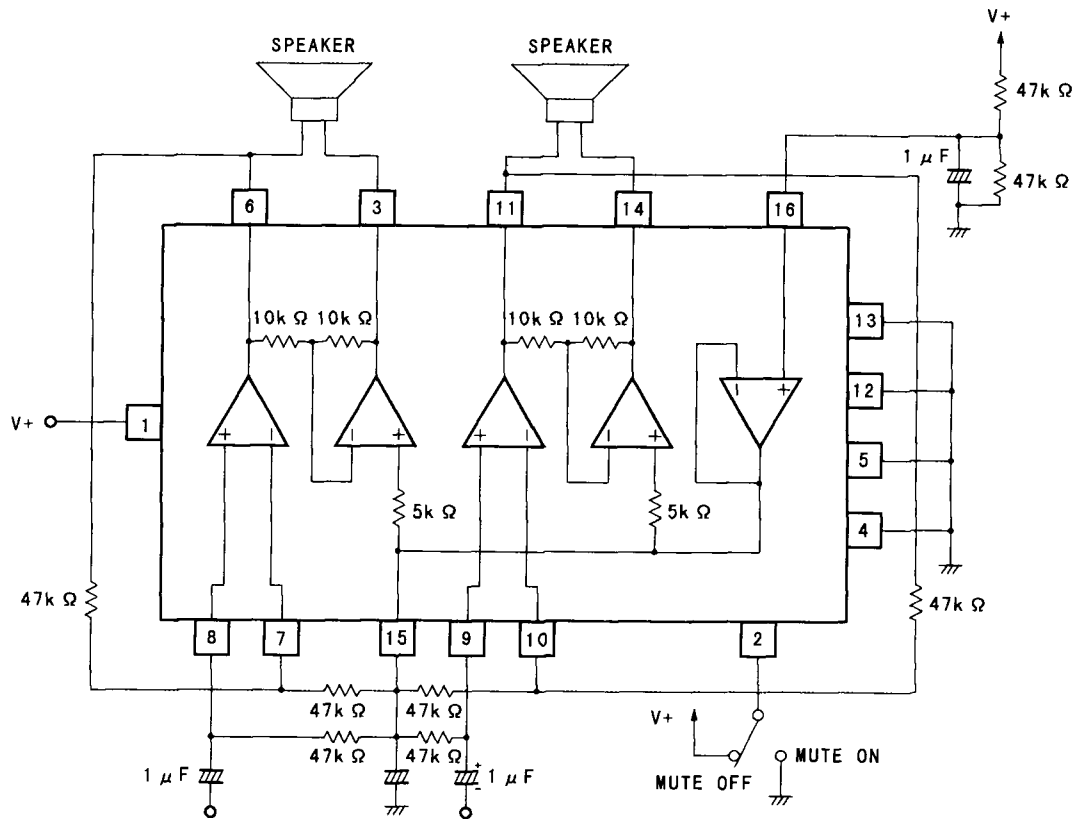 V+
SPEAKER SPEAKER
47k Ω
1 μF
47k Ω
6 3 11 14 16
10k Ω 10k Ω 10k Ω 10k Ω
13
- +
12
V+ 1
+ - - + + - - +
5
5k Ω 5k Ω
4
47k Ω 47k Ω
8 7 15 9 10 2
47k Ω 47k Ω
V+
47k Ω 47k Ω
MUTE ON
1 μF + - 1 μF
MUTE OFF